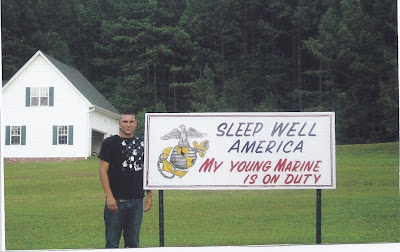 SLEEP WELL
AMERICA
MY YOUNG MARINE
IS ON DUTY